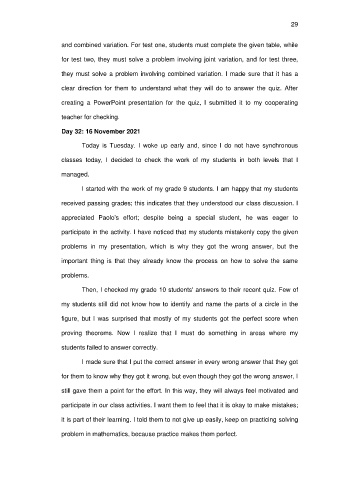 29
and combined variation. For test one, students must complete the given table, while
for test two, they must solve a problem involving joint variation, and for test three,
they must solve a problem involving combined variation. I made sure that it has a
clear direction for them to understand what they will do to answer the quiz. After
creating a PowerPoint presentation for the quiz, I submitted it to my cooperating
teacher for checking.
Day 32: 16 November 2021
Today is Tuesday. I woke up early and, since I do not have synchronous
classes today, I decided to check the work of my students in both levels that I
managed.
I started with the work of my grade 9 students. I am happy that my students
received passing grades; this indicates that they understood our class discussion. I
appreciated Paolo's effort; despite being a special student, he was eager to
participate in the activity. I have noticed that my students mistakenly copy the given
problems in my presentation, which is why they got the wrong answer, but the
important thing is that they already know the process on how to solve the same
problems.
Then, I checked my grade 10 students' answers to their recent quiz. Few of
my students still did not know how to identify and name the parts of a circle in the
figure, but I was surprised that mostly of my students got the perfect score when
proving theorems. Now I realize that I must do something in areas where my
students failed to answer correctly.
I made sure that I put the correct answer in every wrong answer that they got
for them to know why they got it wrong, but even though they got the wrong answer, I
still gave them a point for the effort. In this way, they will always feel motivated and
participate in our class activities. I want them to feel that it is okay to make mistakes;
it is part of their learning. I told them to not give up easily, keep on practicing solving
problem in mathematics, because practice makes them perfect.